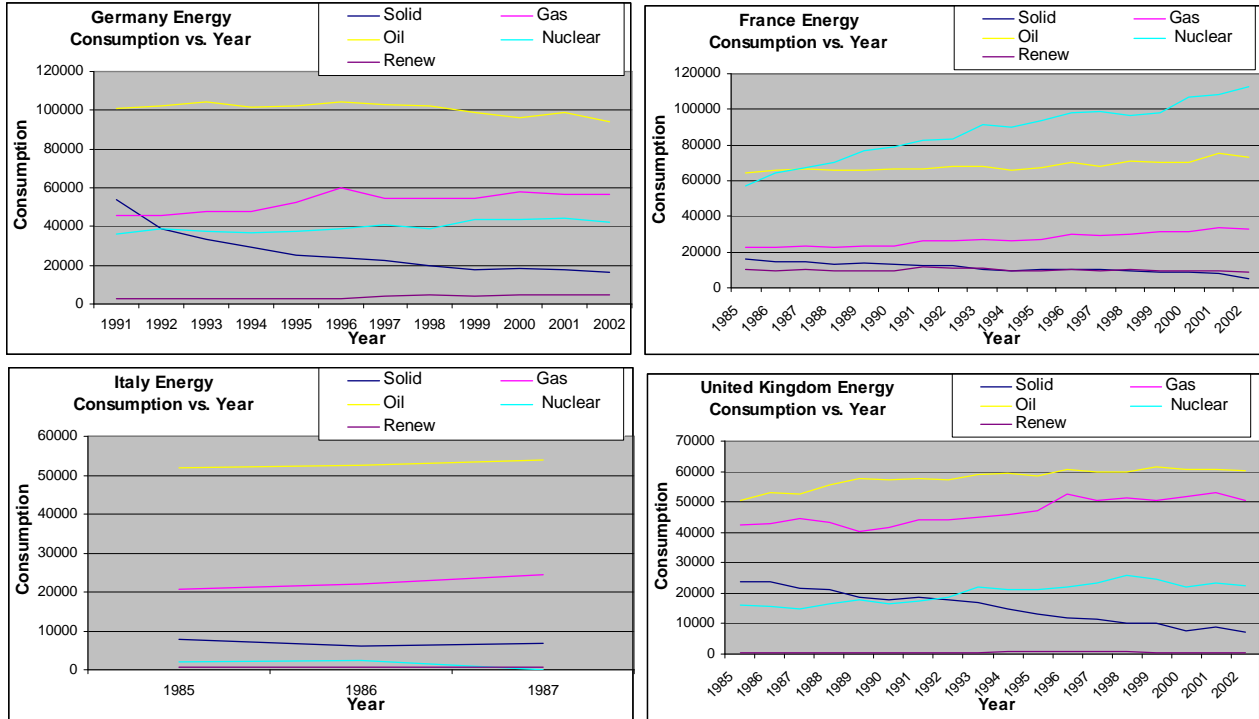 Germany Energy
Consumption vs. Year
Solid
Gas
Oil
Nuclear
Renew
120000
100000
80000
60000
40000
20000
0
Consumption
1991 1992 1993 1994 1995 1996 1997 1998 1999 2000 2001 2002
Year
France Energy
Consumption vs. Year
Solid
Gas
Oil
Nuclear
Renew
120000
100000
80000
60000
40000
20000
0
Consumption
1985 1986 1987 1988 1989 1990 1991 1992 1993 1994 1995 1996 1997 1998 1999 2000 2001 2002
Year
Italy Energy
Consumption vs. Year
Solid
Gas
Oil
Nuclear
Renew
60000
50000
40000
30000
20000
10000
0
Consumption
1985 1986 1987
Year
United Kingdom Energy
Consumption vs. Year
Solid
Gas
Oil
Nuclear
Renew
70000
60000
50000
40000
30000
20000
10000
0
Consumption
1985 1986 1987 1988 1989 1990 1991 1992 1993 1994 1995 1996 1997 1998 1999 2000 2001 2002
Year